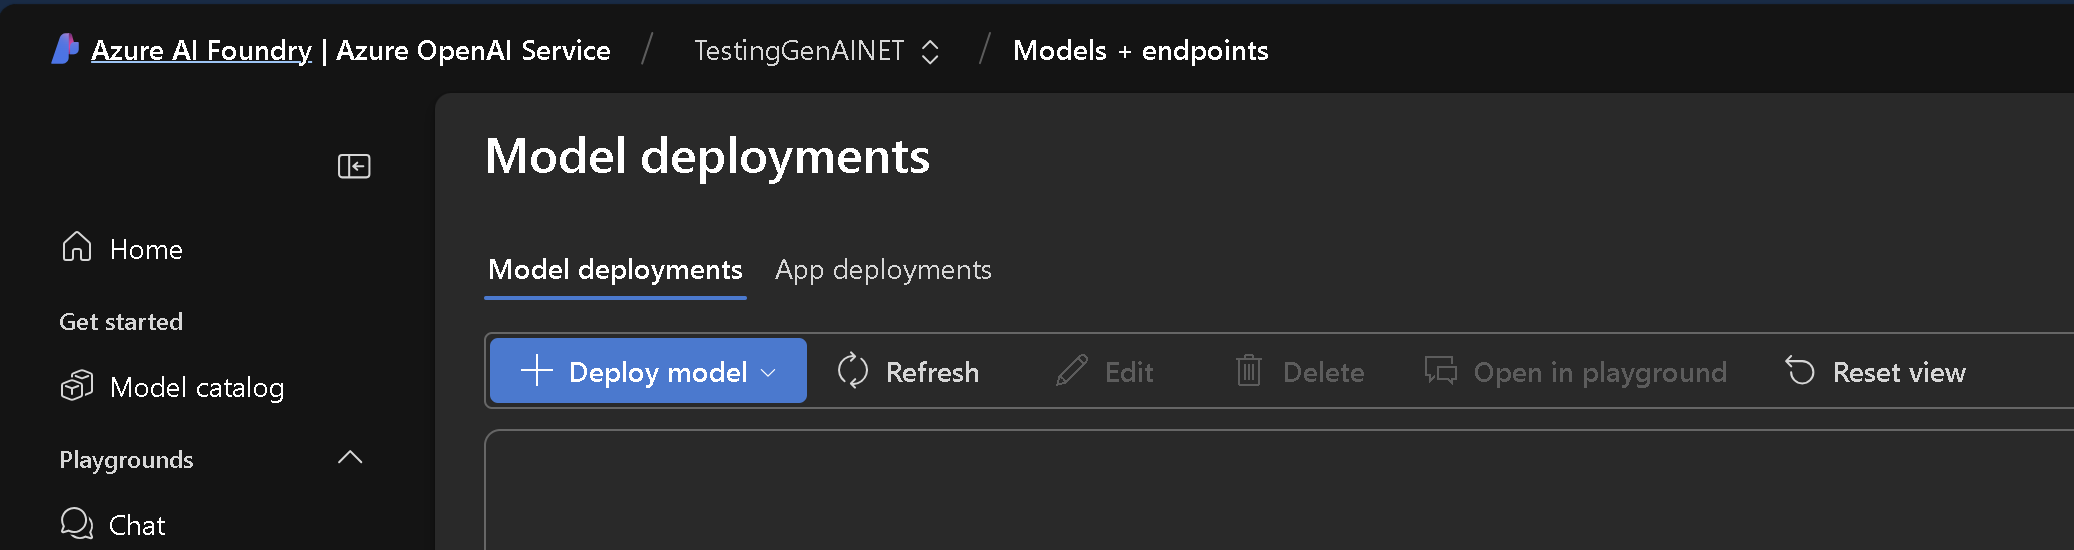 Azure AI Foundry | Azure OpenAI Service / TestingGenAINET / Models + endpoints
Model deployments
Home
Get started
Model catalog
Playgrounds
Chat
Model deployments App deployments
+ Deploy model Refresh Edit Delete Open in playground Reset view